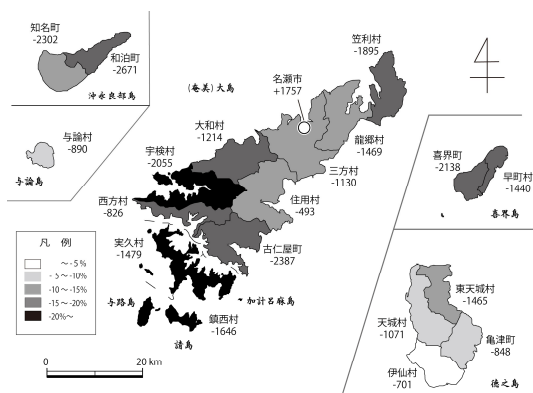 知名町
-2302
和泊町
-2671
沖永良部島
与論村
-890
与論島
(奄美)大島
笠利村
-1895
名瀬市
+1757
大和村
-1214
龍郷村
-1469
宇検村
-2055
三方村
-1130
西方村
-826
住用村
-493
実久村
-1479
古仁屋町
-2387
与路島
加計呂麻島
鎮西村
-1646
請島
喜界町
-2138
早町村
-1440
喜界島
東天城村
-1465
天城村
-1071
亀津町
-848
伊仙村
-701
徳之島
凡 例
～-5%
-5～-10%
-10～-15%
-15～-20%
-20%～
0 20 km